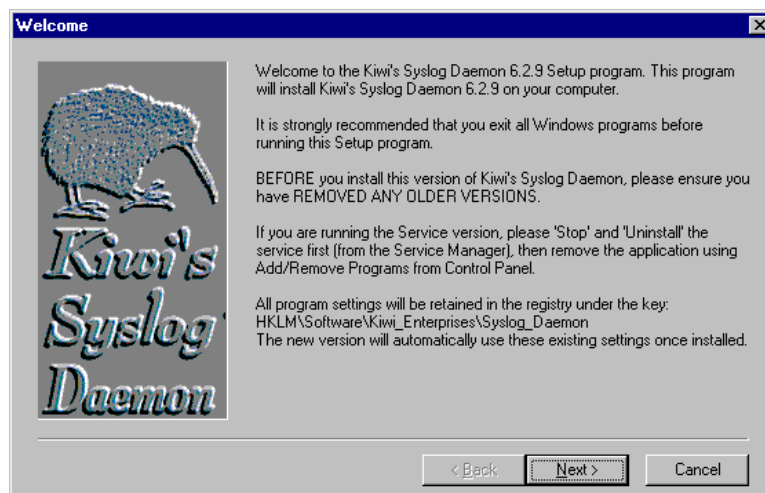 Welcome
Welcome to the Kiwi's Syslog Daemon 6.2.9 Setup program. This program
will install Kiwi's Syslog Daemon 6.2.9 on your computer.
It is strongly recommended that you exit all Windows programs before
running this Setup program.
BEFORE you install this version of Kiwi's Syslog Daemon, please ensure you
have REMOVED ANY OLDER VERSIONS.
If you are running the Service version, please 'Stop' and 'Uninstall' the
service first (from the Service Manager), then remove the application using
Add/Remove Programs from Control Panel.
All program settings will be retained in the registry under the key:
HKLM\Software\Kiwi_Enterprises\Syslog_Daemon
The new version will automatically use these existing settings once installed.
Kiwi's
Syslog
Daemon
< Back
Next >
Cancel